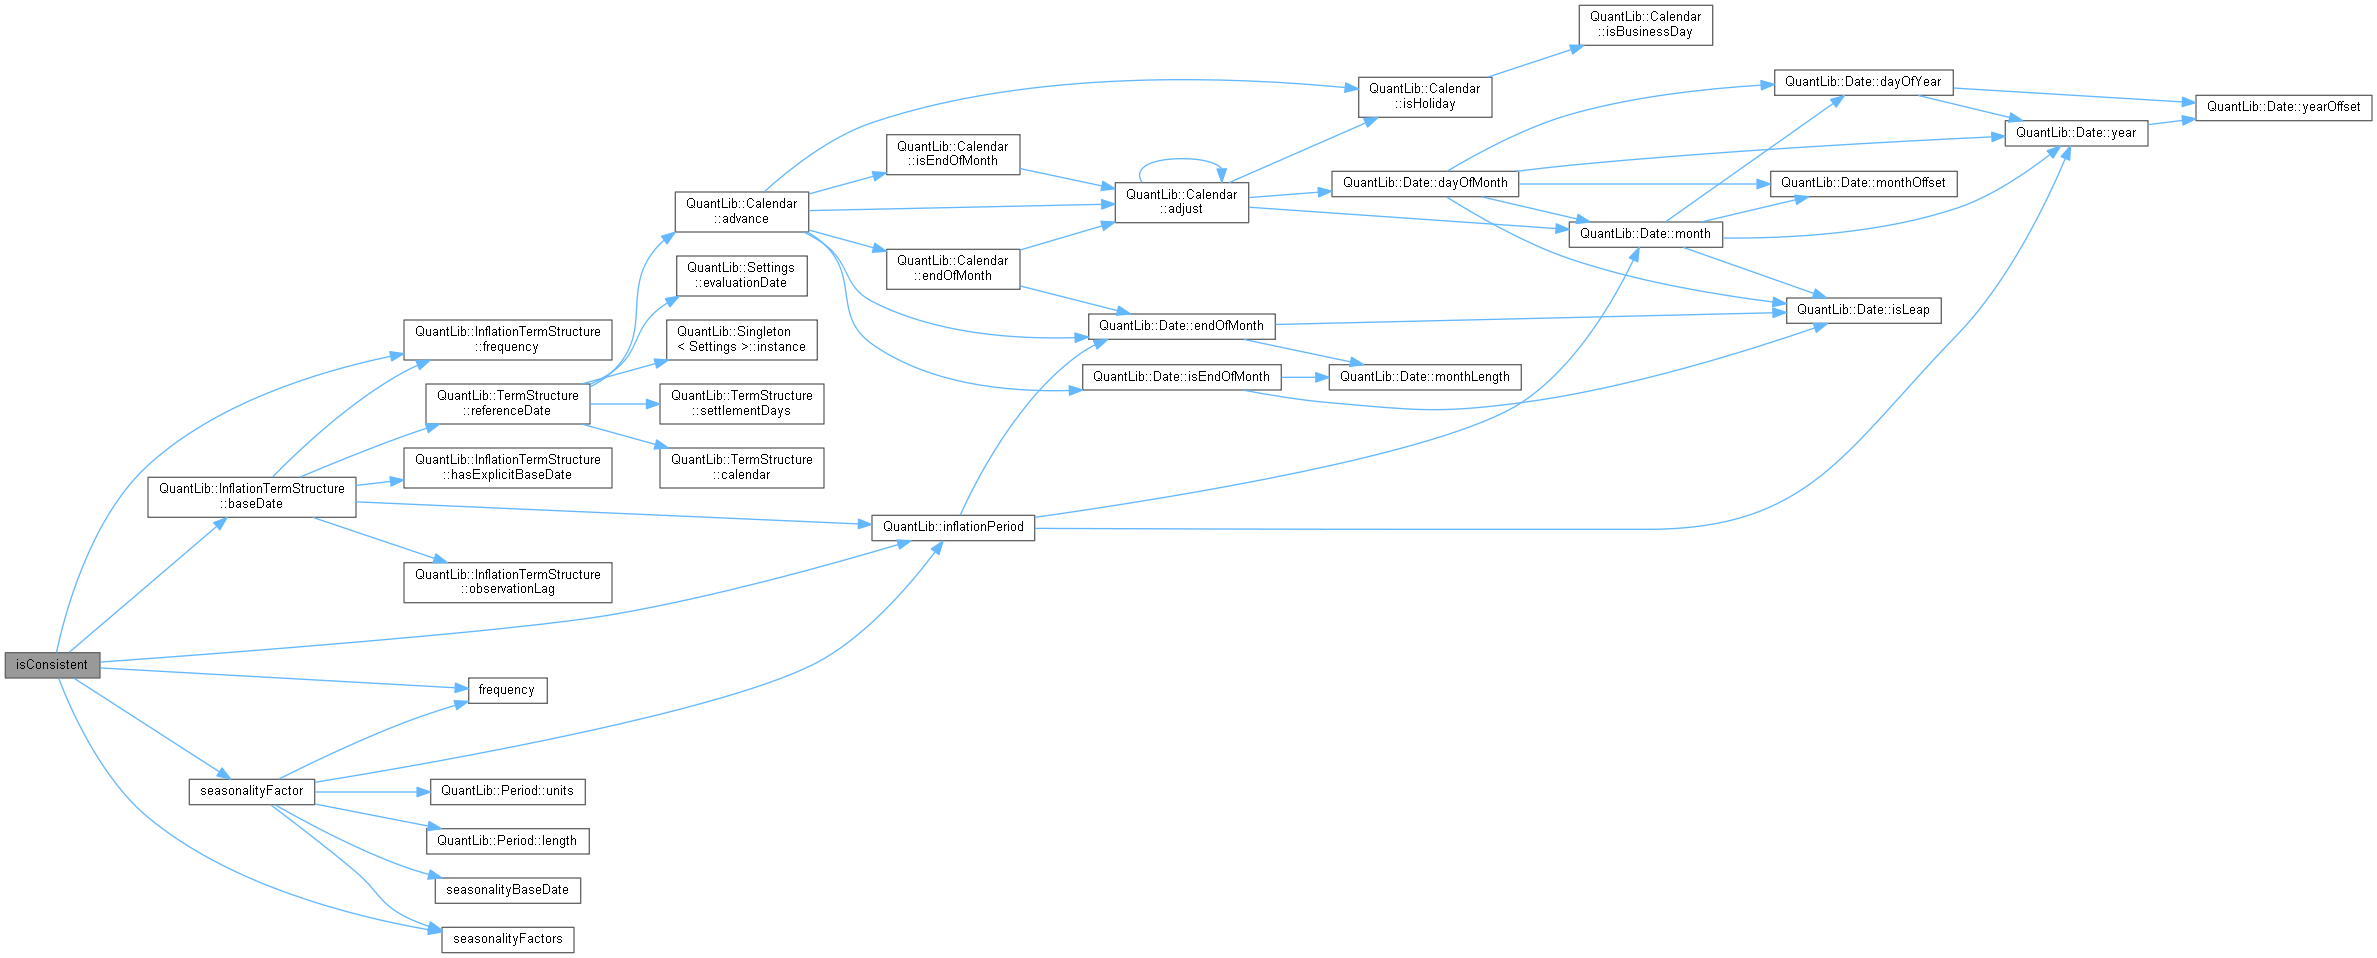 QuantLib::Calendar
::isBusinessDay
QuantLib::Calendar
::isHoliday
QuantLib::Date::dayOfYear
QuantLib::Date::yearOffset
QuantLib::Date::year
QuantLib::Calendar
::isEndOfMonth
QuantLib::Calendar
::adjust
QuantLib::Date::dayOfMonth
QuantLib::Date::monthOffset
QuantLib::Calendar
::advance
QuantLib::Date::month
QuantLib::Calendar
::endOfMonth
QuantLib::Settings
::evaluationDate
QuantLib::Date::isLeap
QuantLib::Date::endOfMonth
QuantLib::InflationTermStructure
::frequency
QuantLib::Singleton
< Settings >::instance
QuantLib::Date::isEndOfMonth
QuantLib::Date::monthLength
QuantLib::TermStructure
::referenceDate
QuantLib::TermStructure
::settlementDays
QuantLib::InflationTermStructure
::hasExplicitBaseDate
QuantLib::TermStructure
::calendar
QuantLib::InflationTermStructure
::baseDate
QuantLib::inflationPeriod
QuantLib::InflationTermStructure
::observationLag
isConsistent
frequency
seasonalityFactor
QuantLib::Period::units
QuantLib::Period::length
seasonalityBaseDate
seasonalityFactors